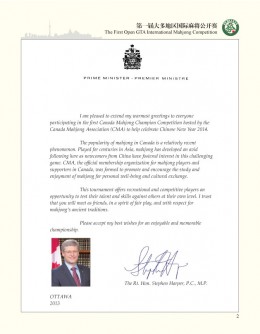 第一届大多地区国际麻将公开赛
The First Open GTA International Mahjong Competition
PRIME MINISTER · PREMIER MINISTRE
I am pleased to extend my warmest greetings to everyone
participating in the first Canada Mahjong Champion Competition hosted by the
Canada Mahjong Association (CMA) to help celebrate Chinese New Year 2014.
The popularity of mahjong in Canada is a relatively recent
phenomenon. Played for centuries in Asia, mahjong has developed an avid
following here as newcomers from China have fostered interest in this challenging
game. CMA, the official membership organization for mahjong players and
supporters in Canada, was formed to promote and encourage the study and
enjoyment of mahjong for personal well-being and cultural exchange.
This tournament offers recreational and competitive players an
opportunity to test their talent and skills against others at their own level. I trust
that you will meet as friends, in a spirit of fair play, and with respect for
mahjong's ancient traditions.
Please accept my best wishes for an enjoyable and memorable
championship.
The Rt. Hon. Stephen Harper, P.C., M.P.
OTTAWA
2013
2